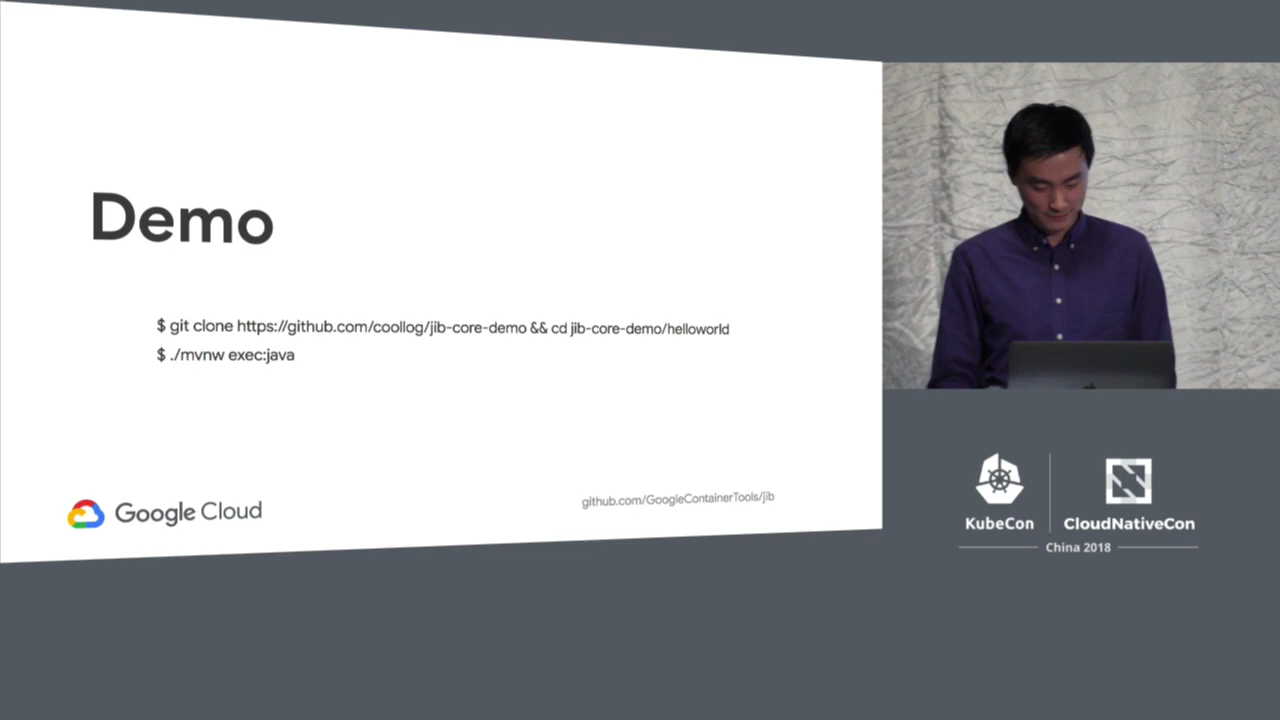 Demo
$ git clone https://github.com/coollog/jib-core-demo && cd jib-core-demo/helloworld
$ ./mvnw exec:java
Google Cloud
github.com/GoogleContainerTools/jib
KubeCon
CloudNativeCon
China 2018